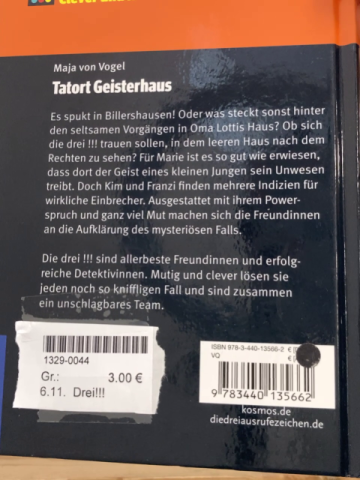 Maja von Vogel
Tatort Geisterhaus
Es spukt in Billershausen! Oder was steckt sonst hinter
den seltsamen Vorgängen in Oma Lottis Haus? Ob sich
die drei !!! trauen sollen, in dem leeren Haus nach dem
Rechten zu sehen? Für Marie ist es so gut wie erwiesen,
dass dort der Geist eines kleinen Jungen sein Unwesen
treibt. Doch Kim und Franzi finden mehrere Indizien für
wirkliche Einbrecher. Ausgestattet mit ihrem Power-
spruch und ganz viel Mut machen sich die Freundinnen
an die Aufklärung des mysteriösen Falls.
Die drei !!! sind allerbeste Freundinnen und erfolg-
reiche Detektivinnen. Mutig und clever lösen sie
jeden noch so kniffligen Fall und sind zusammen
ein unschlagbares Team.
1329-0044
Gr.: 3.00 €
6.11. Drei!!!
ISBN 978-3-440-13566-2
VQ
9 783440 135662
kosmos.de
diedreiausrufezeichen.de